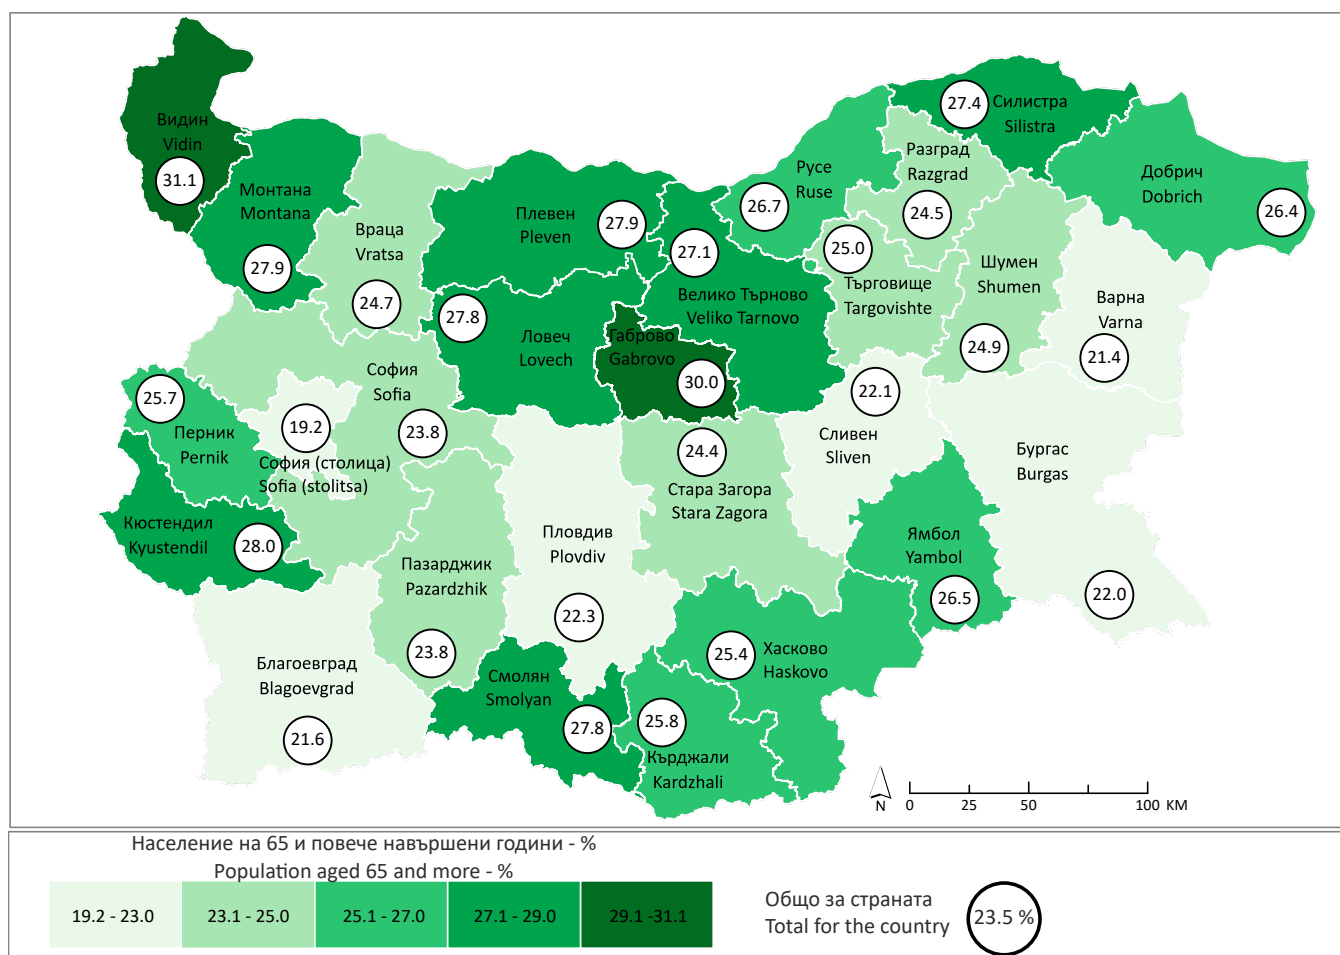 Видин
Vidin
31.1
Монтана
Montana
27.9
Враца
Vratsa
24.7
Плевен
Pleven
27.9
27.8
Ловеч
Lovech
27.1
Велико Търново
Veliko Tarnovo
Габрово
Gabrovo
30.0
Русе
Ruse
26.7
27.4
Силистра
Silistra
Разград
Razgrad
24.5
Добрич
Dobrich
26.4
25.0
Търговище
Targovishte
Шумен
Shumen
24.9
Варна
Varna
21.4
София
Sofia
23.8
25.7
Перник
Pernik
19.2
София (столица)
Sofia (stolitsa)
Кюстендил
Kyustendil
28.0
22.1
Сливен
Sliven
24.4
Стара Загора
Stara Zagora
Бургас
Burgas
22.0
Ямбол
Yambol
26.5
Пловдив
Plovdiv
22.3
Пазарджик
Pazardzhik
23.8
Благоевград
Blagoevgrad
21.6
Смолян
Smolyan
27.8
25.4
Хасково
Haskovo
25.8
Кърджали
Kardzhali
N
0 25 50 100 КМ
Население на 65 и повече навършени години - %
Population aged 65 and more - %
19.2 - 23.0 23.1 - 25.0 25.1 - 27.0 27.1 - 29.0 29.1 -31.1
Общо за страната
Total for the country
23.5 %